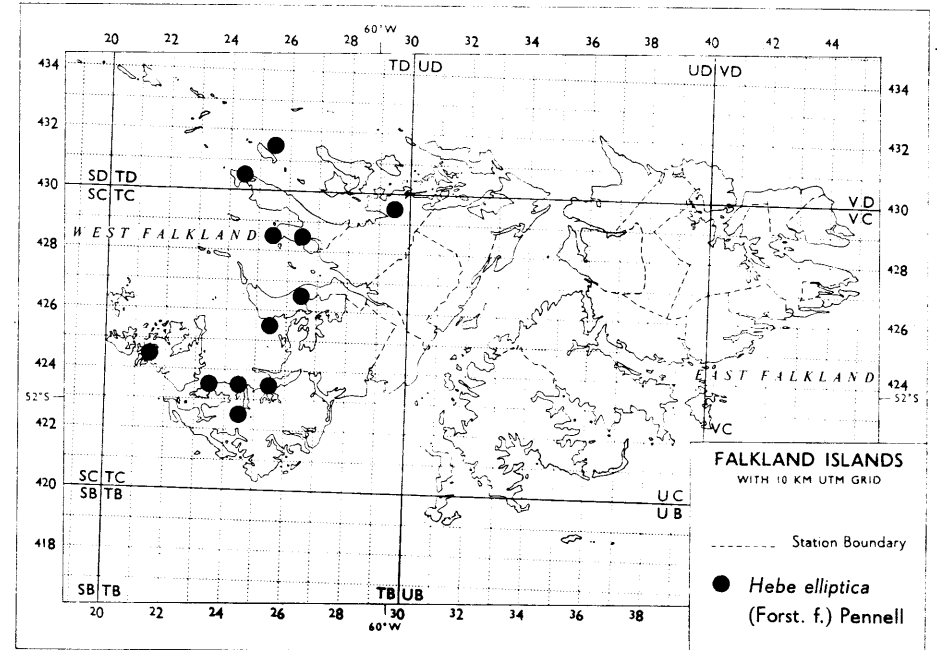 60°W
20 22 24 26 28 30 32 34 36 38 40 42 44
434 TD UD UD VD 434
432 432
430 SD TD VD 430
SC TC VC
428 WEST FALKLAND 428
426 426
424 EAST FALKLAND 424
52°S 52°S
422 VC
420 SC TC UC
SB TB UB
418
SB TB TB UB
20 22 24 26 28 30 32 34 36 38
60°W
FALKLAND ISLANDS
WITH 10 KM UTM GRID
Station Boundary
Hebe elliptica
(Forst. f.) Pennell